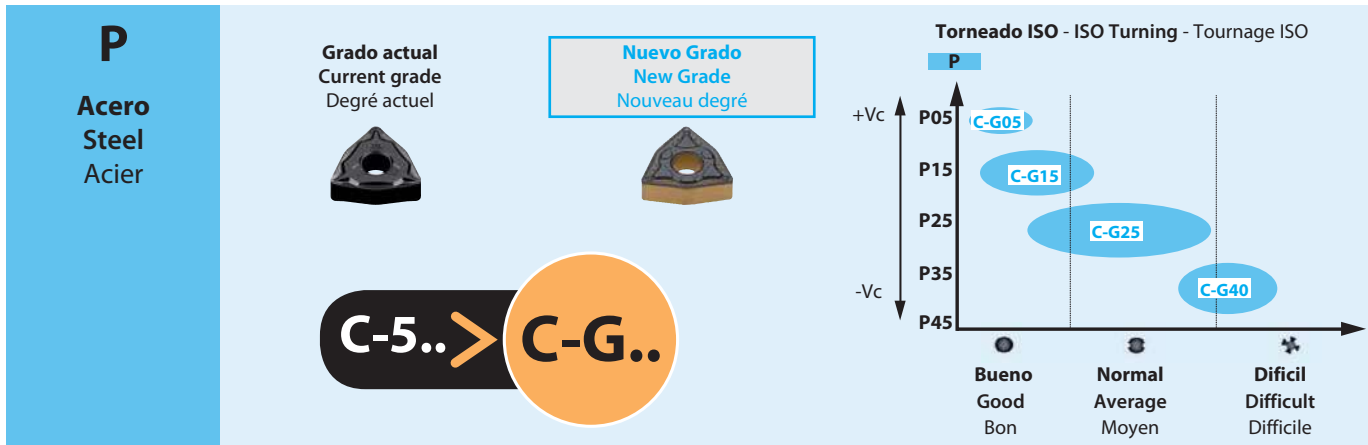 P
Acero
Steel
Acier
Grado actual
Current grade
Degré actuel
Nuevo Grado
New Grade
Nouveau degré
C-5.. > C-G..
Torneado ISO - ISO Turning - Tournage ISO
P
+Vc
-Vc
P05
P15
P25
P35
P45
C-G05
C-G15
C-G25
C-G40
Bueno
Good
Bon
Normal
Average
Moyen
Dificil
Difficult
Difficile